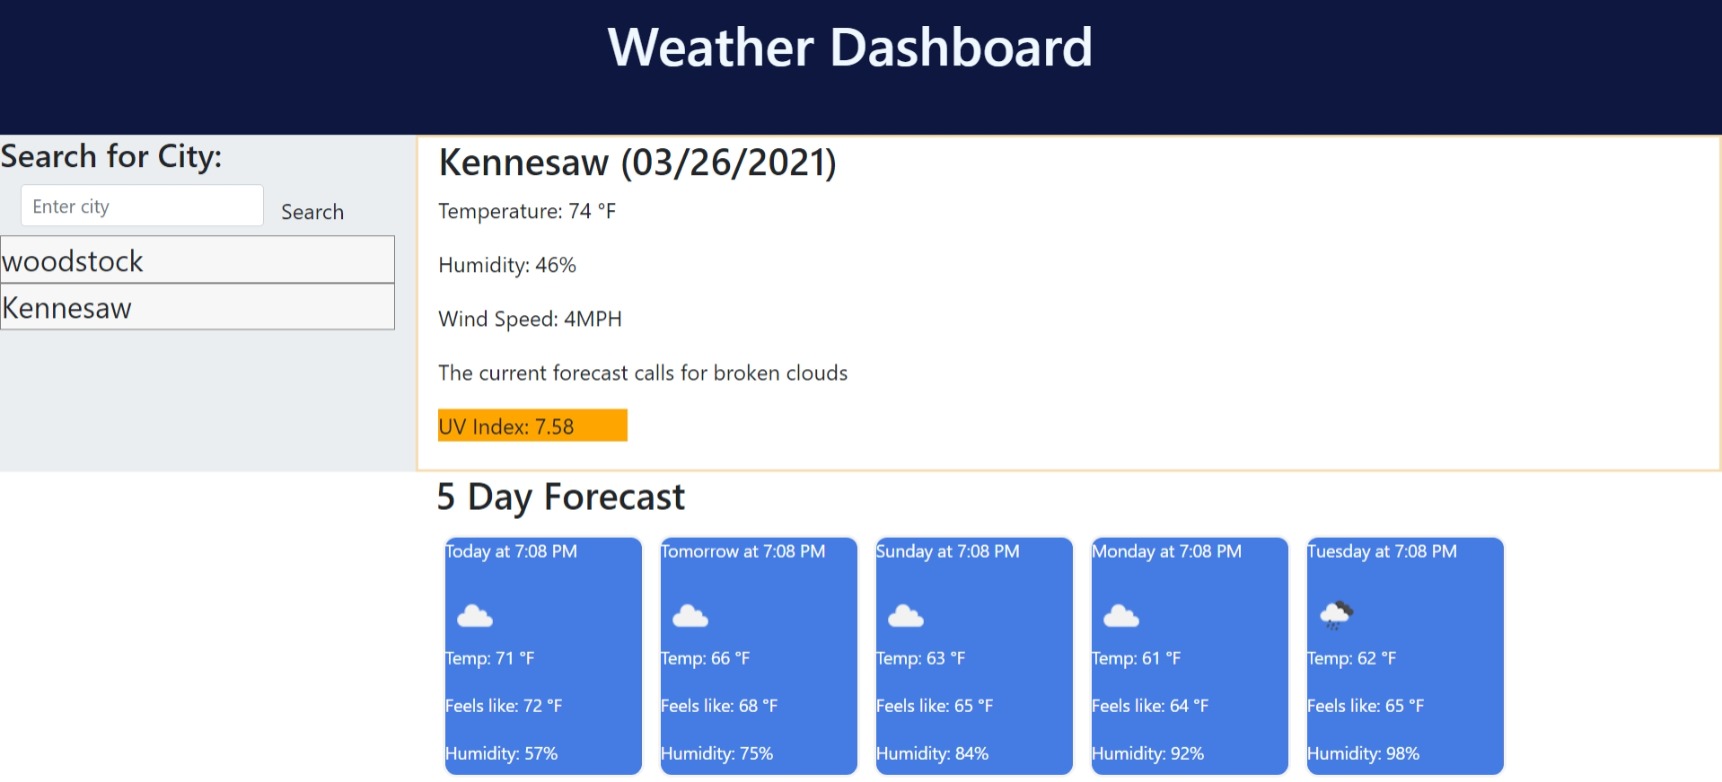 Weather Dashboard
Search for City:
Enter city
Search
woodstock
Kennesaw
Kennesaw (03/26/2021)
Temperature: 74 °F
Humidity: 46%
Wind Speed: 4MPH
The current forecast calls for broken clouds
UV Index: 7.58
5 Day Forecast
Today at 7:08 PM
Temp: 71 °F
Feels like: 72 °F
Humidity: 57%
Tomorrow at 7:08 PM
Temp: 66 °F
Feels like: 68 °F
Humidity: 75%
Sunday at 7:08 PM
Temp: 63 °F
Feels like: 65 °F
Humidity: 84%
Monday at 7:08 PM
Temp: 61 °F
Feels like: 64 °F
Humidity: 92%
Tuesday at 7:08 PM
Temp: 62 °F
Feels like: 65 °F
Humidity: 98%